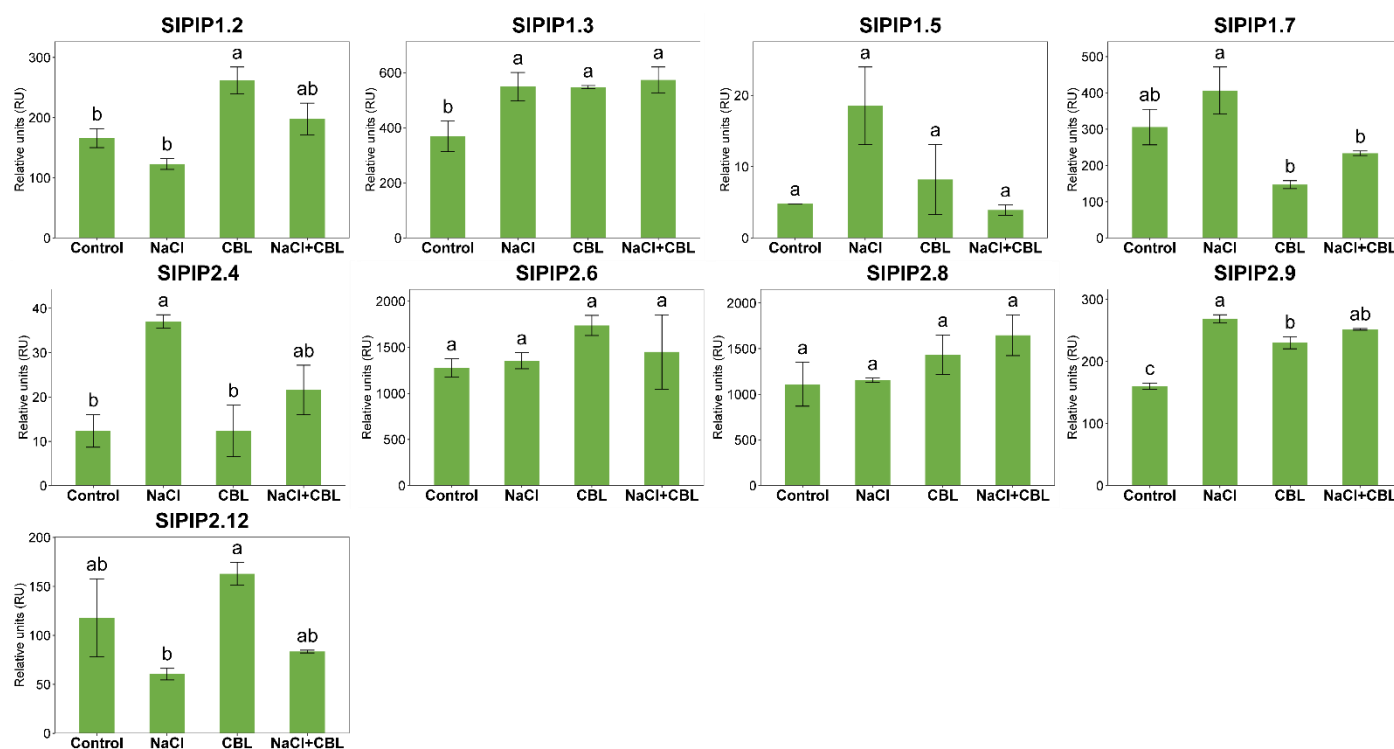 SlPIP1.2
a
300
ab
200
b
b
100
0
Control NaCl CBL NaCl+CBL
Relative units (RU)
SlPIP1.3
a a a
600
b
400
200
0
Control NaCl CBL NaCl+CBL
Relative units (RU)
SlPIP1.5
a
20
a
10
a
a
0
Control NaCl CBL NaCl+CBL
Relative units (RU)
SlPIP1.7
500
a
400
ab
300
b
200
b
100
0
Control NaCl CBL NaCl+CBL
Relative units (RU)
SlPIP2.4
a
40
30
ab
20
b
b
10
0
Control NaCl CBL NaCl+CBL
Relative units (RU)
SlPIP2.6
2000
a
a
1500
a
a
1000
500
0
Control NaCl CBL NaCl+CBL
Relative units (RU)
SlPIP2.8
2000
a
a
1500
a
a
1000
500
0
Control NaCl CBL NaCl+CBL
Relative units (RU)
SlPIP2.9
300
a
ab
b
200
c
100
0
Control NaCl CBL NaCl+CBL
Relative units (RU)
SlPIP2.12
200
a
ab
150
100
ab
b
50
0
Control NaCl CBL NaCl+CBL
Relative units (RU)